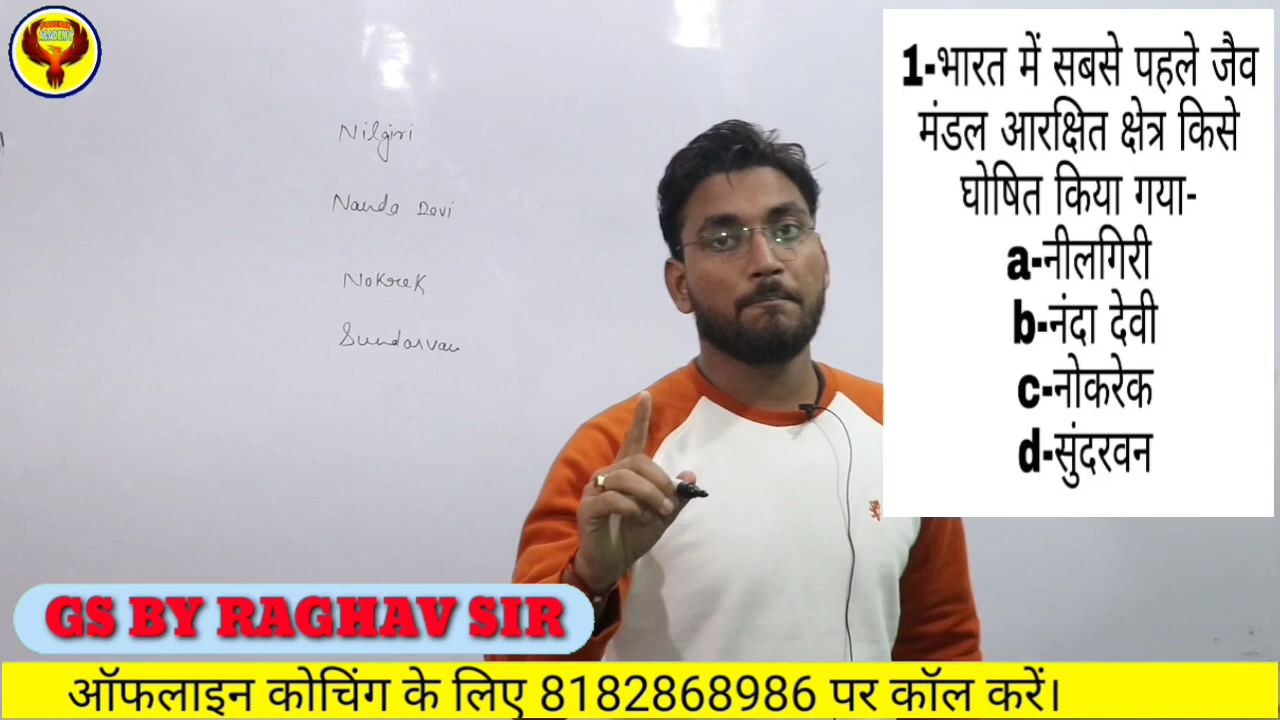 ACADEMY
Nilgiri
Nanda Devi
Nokrek
Sundarvan
1-भारत में सबसे पहले जैव
मंडल आरक्षित क्षेत्र किसे
घोषित किया गया-
a-नीलगिरी
b-नंदा देवी
c-नोकरेक
d-सुंदरवन
GS BY RAGHAV SIR
ऑफलाइन कोचिंग के लिए 8182868986 पर कॉल करें।